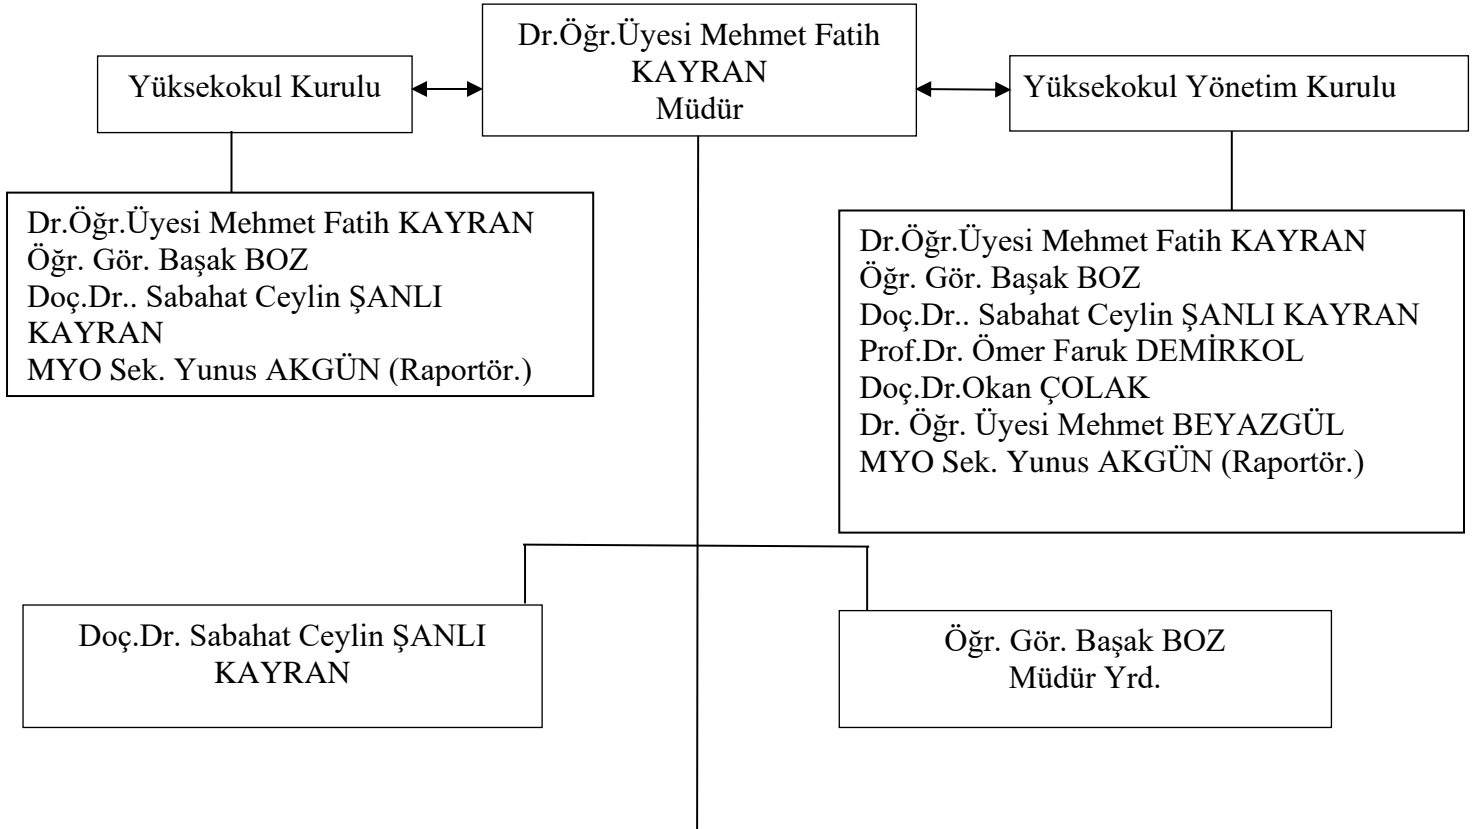 Dr.Öğr.Üyesi Mehmet Fatih
KAYRAN
Müdür
Yüksekokul Kurulu
Yüksekokul Yönetim Kurulu
Dr.Öğr.Üyesi Mehmet Fatih KAYRAN
Öğr. Gör. Başak BOZ
Doç.Dr.. Sabahat Ceylin ŞANLI
KAYRAN
MYO Sek. Yunus AKGÜN (Raportör.)
Dr.Öğr.Üyesi Mehmet Fatih KAYRAN
Öğr. Gör. Başak BOZ
Doç.Dr.. Sabahat Ceylin ŞANLI KAYRAN
Prof.Dr. Ömer Faruk DEMİRKOL
Doç.Dr.Okan ÇOLAK
Dr. Öğr. Üyesi Mehmet BEYAZGÜL
MYO Sek. Yunus AKGÜN (Raportör.)
Doç.Dr. Sabahat Ceylin ŞANLI
KAYRAN
Öğr. Gör. Başak BOZ
Müdür Yrd.